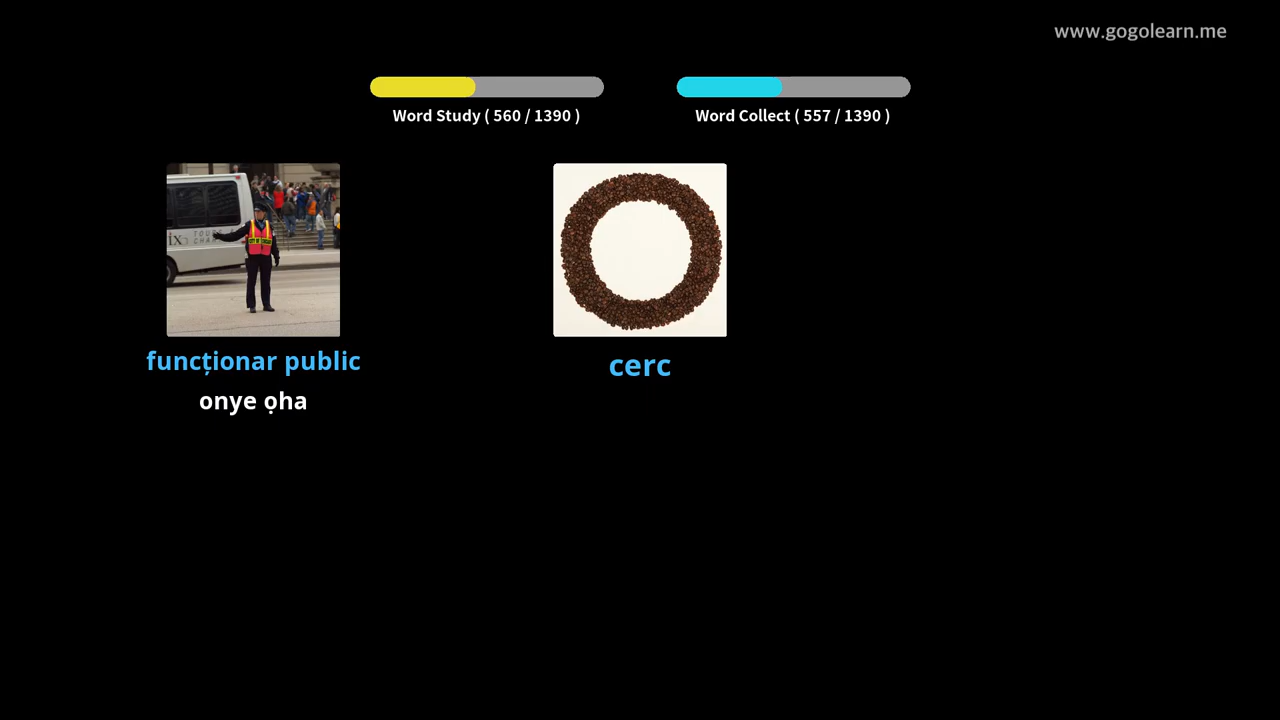 www.gogolearn.me
Word Study ( 560 / 1390 )
Word Collect ( 557 / 1390 )
funcționar public
onye ọha
cerc